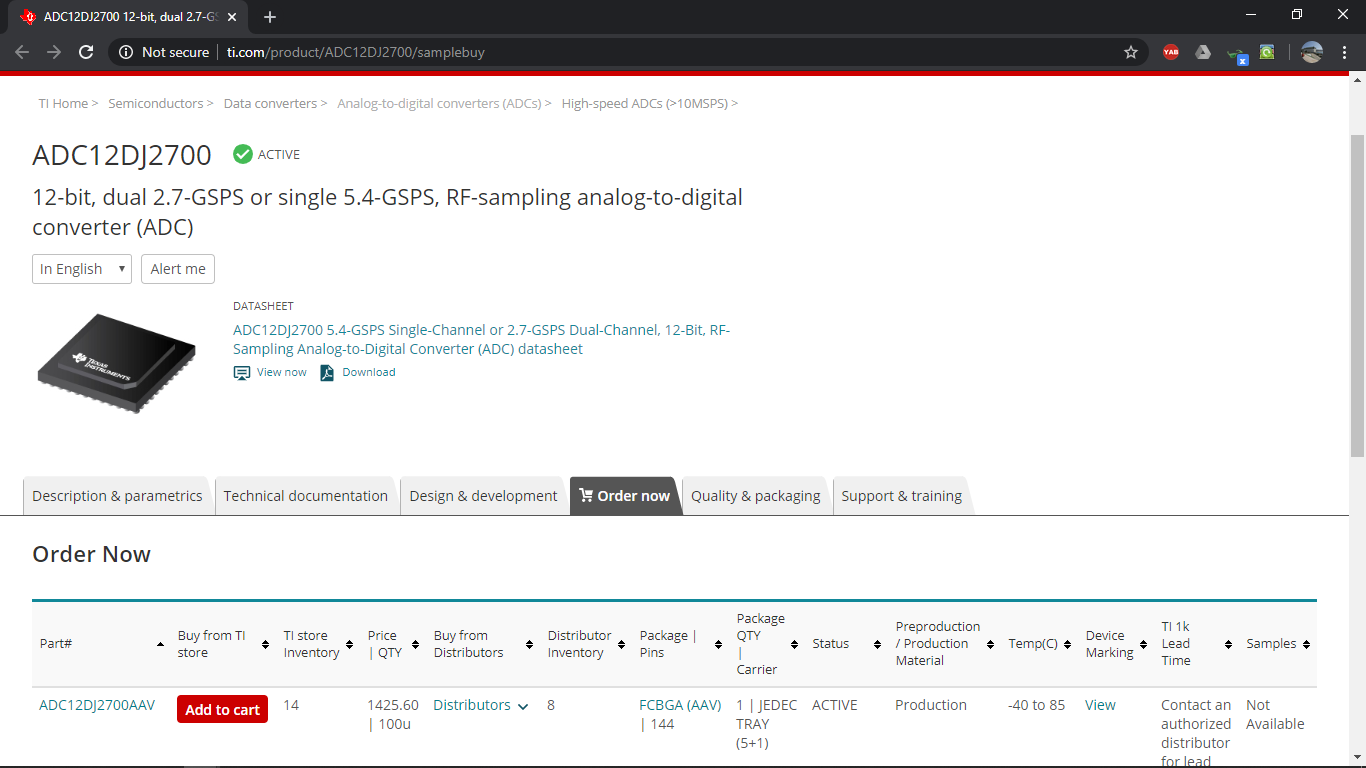 ADC12DJ2700 12-bit, dual 2.7-GS
Not secure | ti.com/product/ADC12DJ2700/samplebuy
YAB
x
TI Home > Semiconductors > Data converters > Analog-to-digital converters (ADCs) > High-speed ADCs (>10MSPS) >
ADC12DJ2700 ACTIVE
12-bit, dual 2.7-GSPS or single 5.4-GSPS, RF-sampling analog-to-digital
converter (ADC)
In English Alert me
TEXAS
INSTRUMENTS
DATASHEET
ADC12DJ2700 5.4-GSPS Single-Channel or 2.7-GSPS Dual-Channel, 12-Bit, RF-
Sampling Analog-to-Digital Converter (ADC) datasheet
View now Download
Description & parametrics Technical documentation Design & development Order now Quality & packaging Support & training
Order Now
Part# Buy from TI store TI store Inventory Price | QTY Buy from Distributors Distributor Inventory Package | Pins Package QTY | Carrier Status Preproduction / Production Material Temp(C) Device Marking TI 1k Lead Time Samples
ADC12DJ2700AAV Add to cart 14 1425.60 | 100u Distributors 8 FCBGA (AAV) | 144 1 | JEDEC TRAY (5+1) ACTIVE Production -40 to 85 View Contact an authorized distributor for lead Not Available